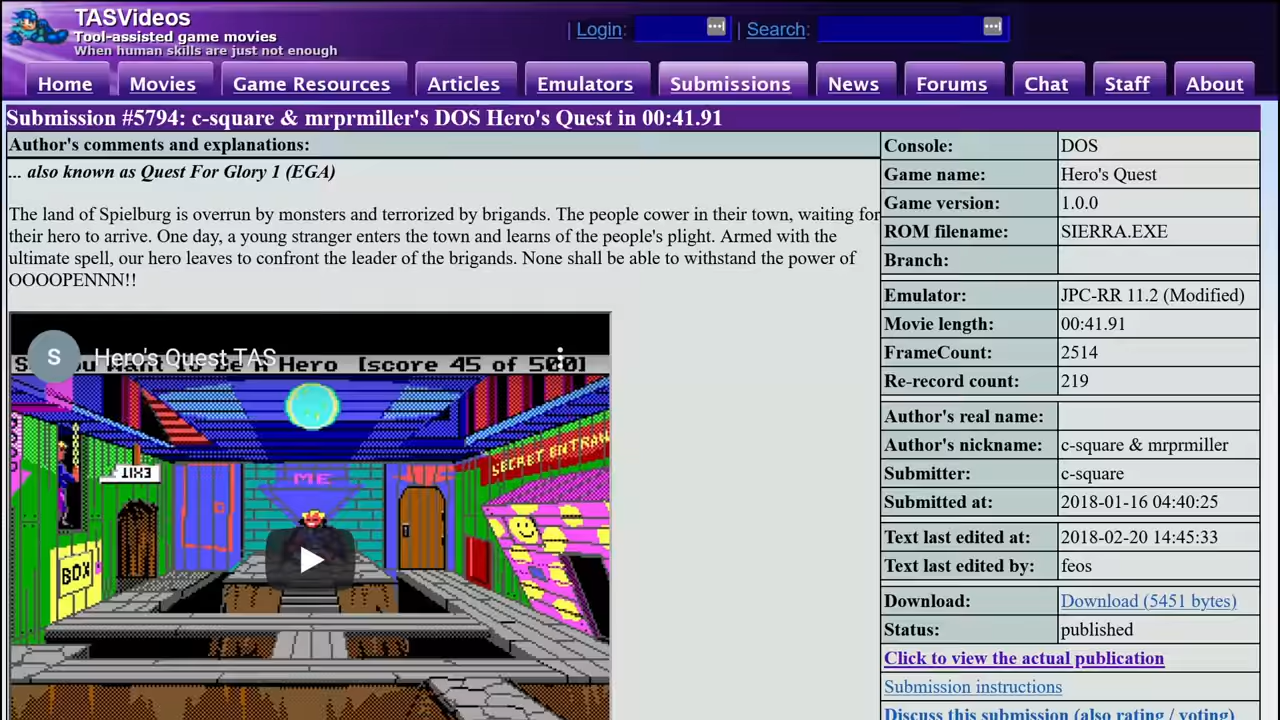 TASVideos
Tool-assisted game movies
When human skills are just not enough
| Login: | Search:
Home Movies Game Resources Articles Emulators Submissions News Forums Chat Staff About
Submission #5794: c-square & mrprmiller's DOS Hero's Quest in 00:41.91
Author's comments and explanations:
... also known as Quest For Glory 1 (EGA)
The land of Spielburg is overrun by monsters and terrorized by brigands. The people cower in their town, waiting for
their hero to arrive. One day, a young stranger enters the town and learns of the people's plight. Armed with the
ultimate spell, our hero leaves to confront the leader of the brigands. None shall be able to withstand the power of
OOOOPENNN!!
S
Hero's Quest TAS
want to be a Hero [score 45 of 500]
EXIT
ME
SECRET ENTRAN
BOX
Console: DOS
Game name: Hero's Quest
Game version: 1.0.0
ROM filename: SIERRA.EXE
Branch:
Emulator: JPC-RR 11.2 (Modified)
Movie length: 00:41.91
FrameCount: 2514
Re-record count: 219
Author's real name:
Author's nickname: c-square & mrprmiller
Submitter: c-square
Submitted at: 2018-01-16 04:40:25
Text last edited at: 2018-02-20 14:45:33
Text last edited by: feos
Download: Download (5451 bytes)
Status: published
Click to view the actual publication
Submission instructions
Discuss this submission (also rating / voting)